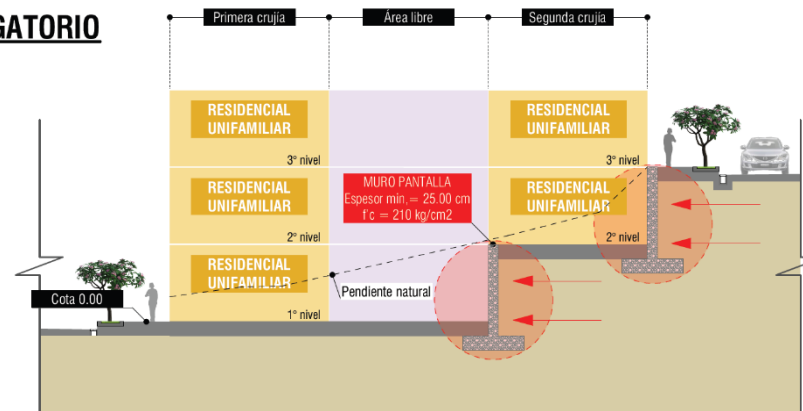 GATORIO
Primera crujía
Área libre
Segunda crujía
RESIDENCIAL
UNIFAMILIAR
3° nivel
RESIDENCIAL
UNIFAMILIAR
3° nivel
RESIDENCIAL
UNIFAMILIAR
2° nivel
MURO PANTALLA
Espesor min,= 25.00 cm
f'c = 210 kg/cm2
RESIDENCIAL
UNIFAMILIAR
2° nivel
RESIDENCIAL
UNIFAMILIAR
1° nivel
Pendiente natural
Cota 0.00